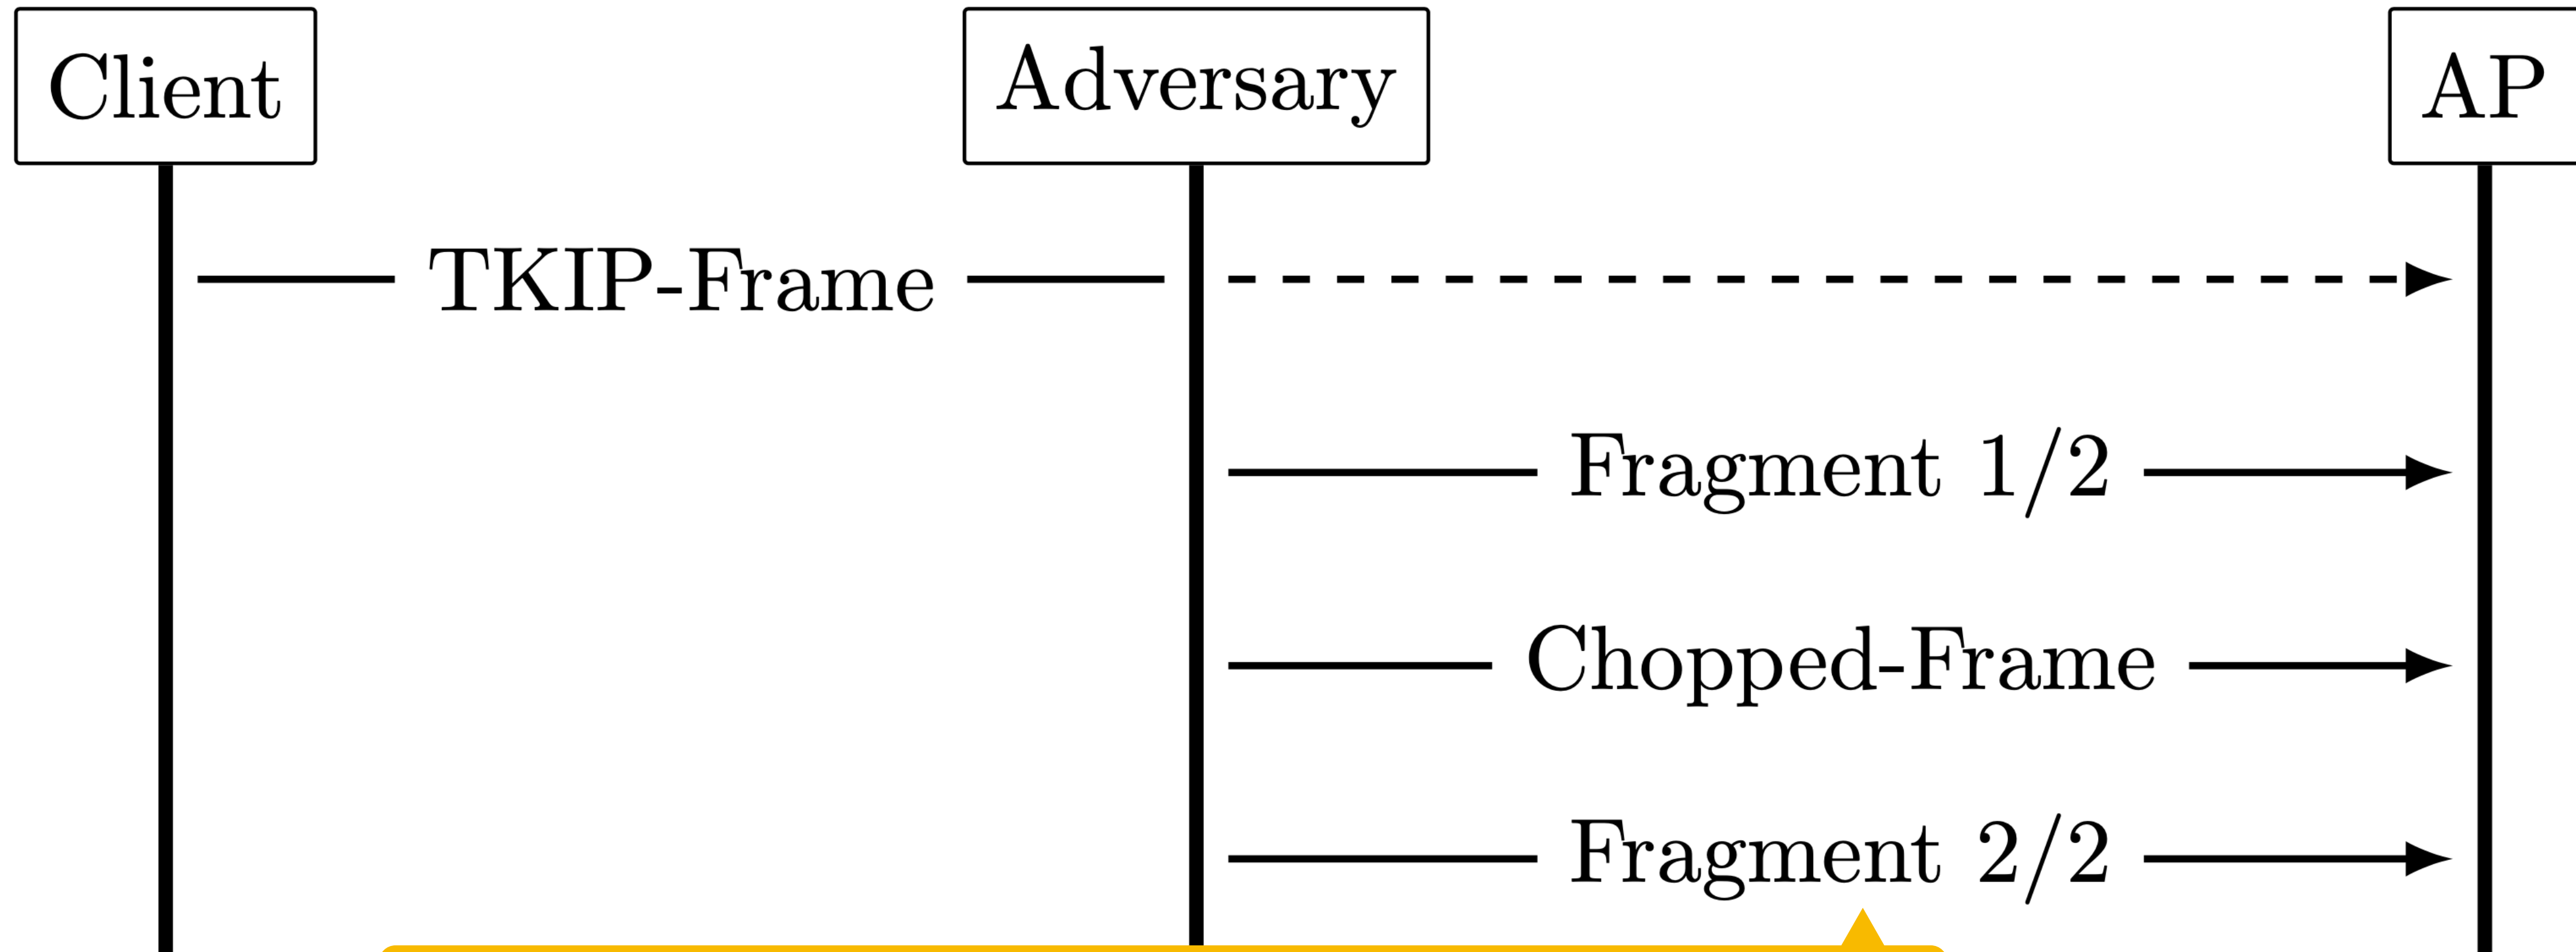 Client
Adversary
AP
TKIP-Frame
Fragment 1/2
Chopped-Frame
Fragment 2/2